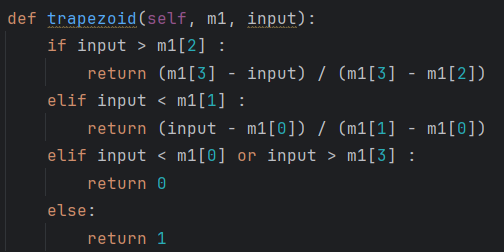 def trapezoid(self, m1, input):
    if input > m1[2] :
        return (m1[3] - input) / (m1[3] - m1[2])
    elif input < m1[1] :
        return (input - m1[0]) / (m1[1] - m1[0])
    elif input < m1[0] or input > m1[3] :
        return 0
    else:
        return 1